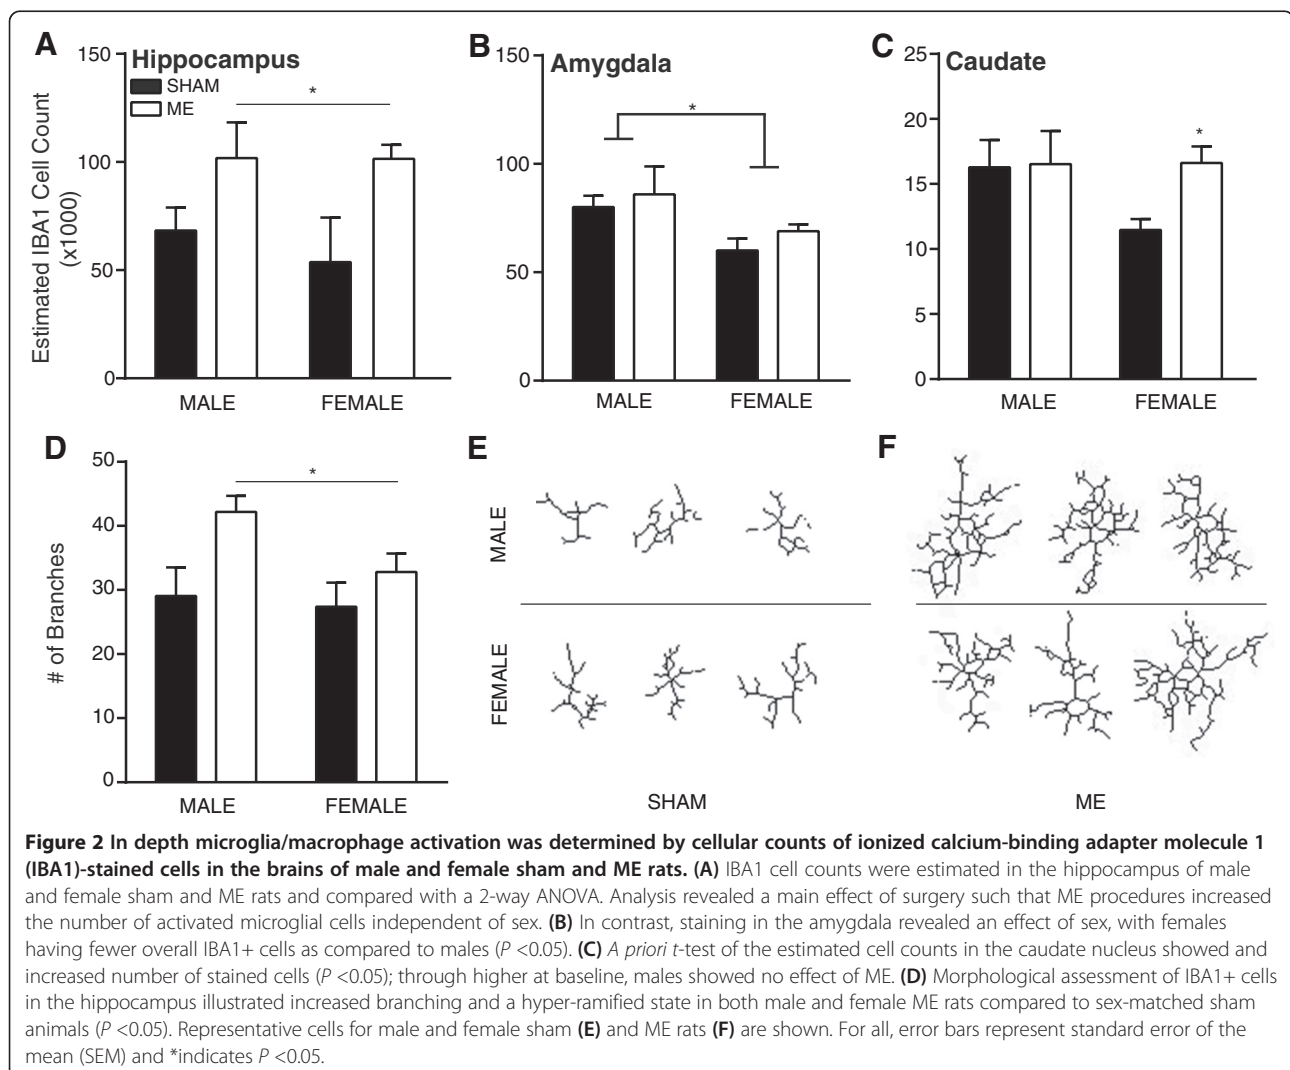 A
Hippocampus
SHAM
ME
*
150
100
50
0
Estimated IBA1 Cell Count
(x1000)
MALE
FEMALE
B
Amygdala
*
150
100
50
0
MALE
FEMALE
C
Caudate
*
25
20
15
10
5
0
MALE
FEMALE
D
*
50
40
30
20
10
0
# of Branches
MALE
FEMALE
E
MALE
FEMALE
SHAM
F
ME
Figure 2 In depth microglia/macrophage activation was determined by cellular counts of ionized calcium-binding adapter molecule 1
(IBA1)-stained cells in the brains of male and female sham and ME rats. (A) IBA1 cell counts were estimated in the hippocampus of male
and female sham and ME rats and compared with a 2-way ANOVA. Analysis revealed a main effect of surgery such that ME procedures increased
the number of activated microglial cells independent of sex. (B) In contrast, staining in the amygdala revealed an effect of sex, with females
having fewer overall IBA1+ cells as compared to males (P <0.05). (C) A priori t-test of the estimated cell counts in the caudate nucleus showed and
increased number of stained cells (P <0.05); through higher at baseline, males showed no effect of ME. (D) Morphological assessment of IBA1+ cells
in the hippocampus illustrated increased branching and a hyper-ramified state in both male and female ME rats compared to sex-matched sham
animals (P <0.05). Representative cells for male and female sham (E) and ME rats (F) are shown. For all, error bars represent standard error of the
mean (SEM) and *indicates P <0.05.